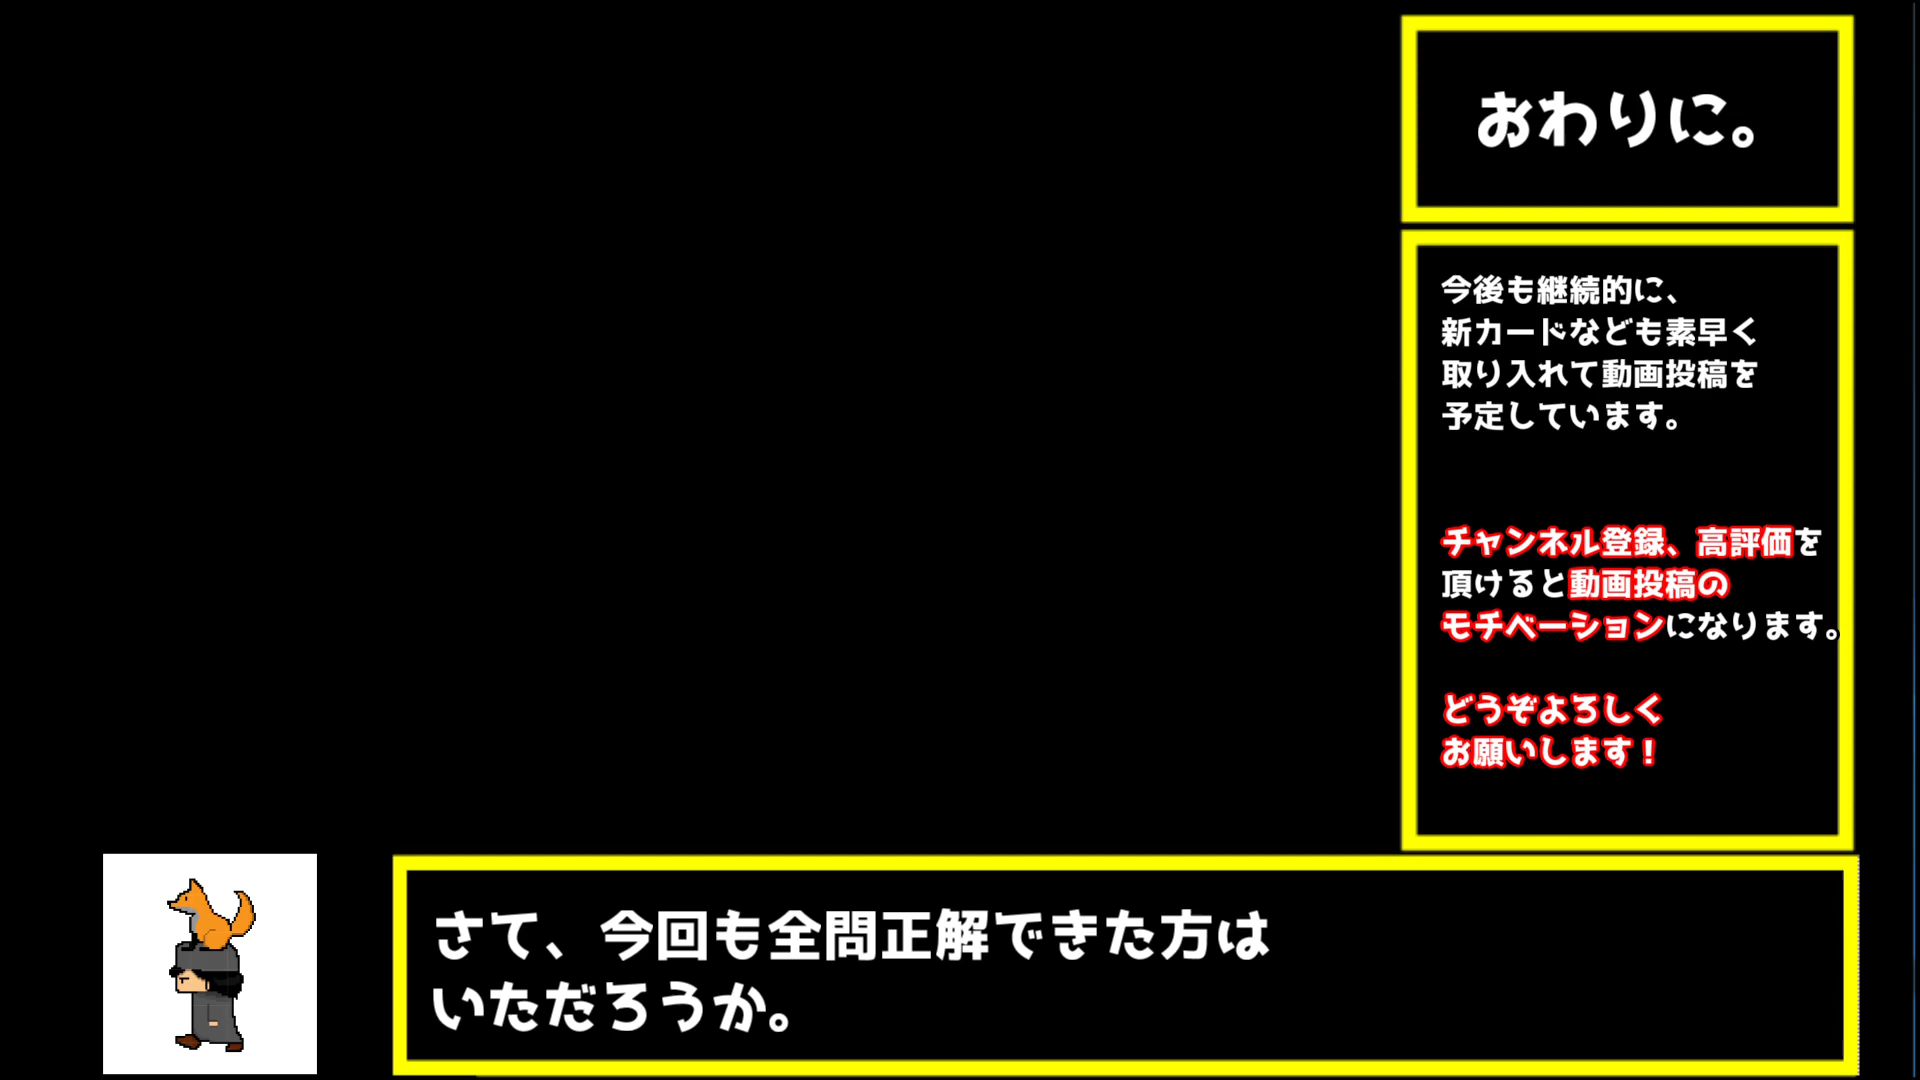 おわりに。
今後も継続的に、
新カードなども素早く
取り入れて動画投稿を
予定しています。
チャンネル登録、高評価を
頂けると動画投稿の
モチベーションになります。
どうぞよろしく
お願いします！
さて、今回も全問正解できた方は
いただろうか。